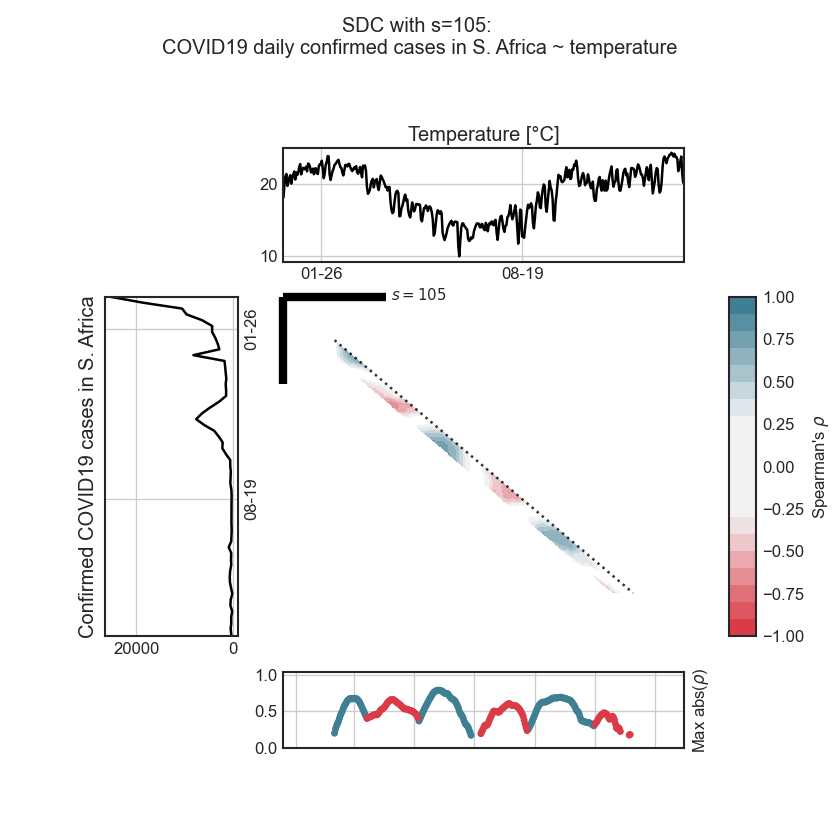 SDC with s=105:
COVID19 daily confirmed cases in S. Africa ~ temperature
Temperature [°C]
20
10
01-26
08-19
Confirmed COVID19 cases in S. Africa
01-26
08-19
20000
0
s = 105
1.00
0.75
0.50
0.25
0.00
−0.25
−0.50
−0.75
−1.00
Spearman's ρ
1.0
0.5
0.0
Max abs(ρ)